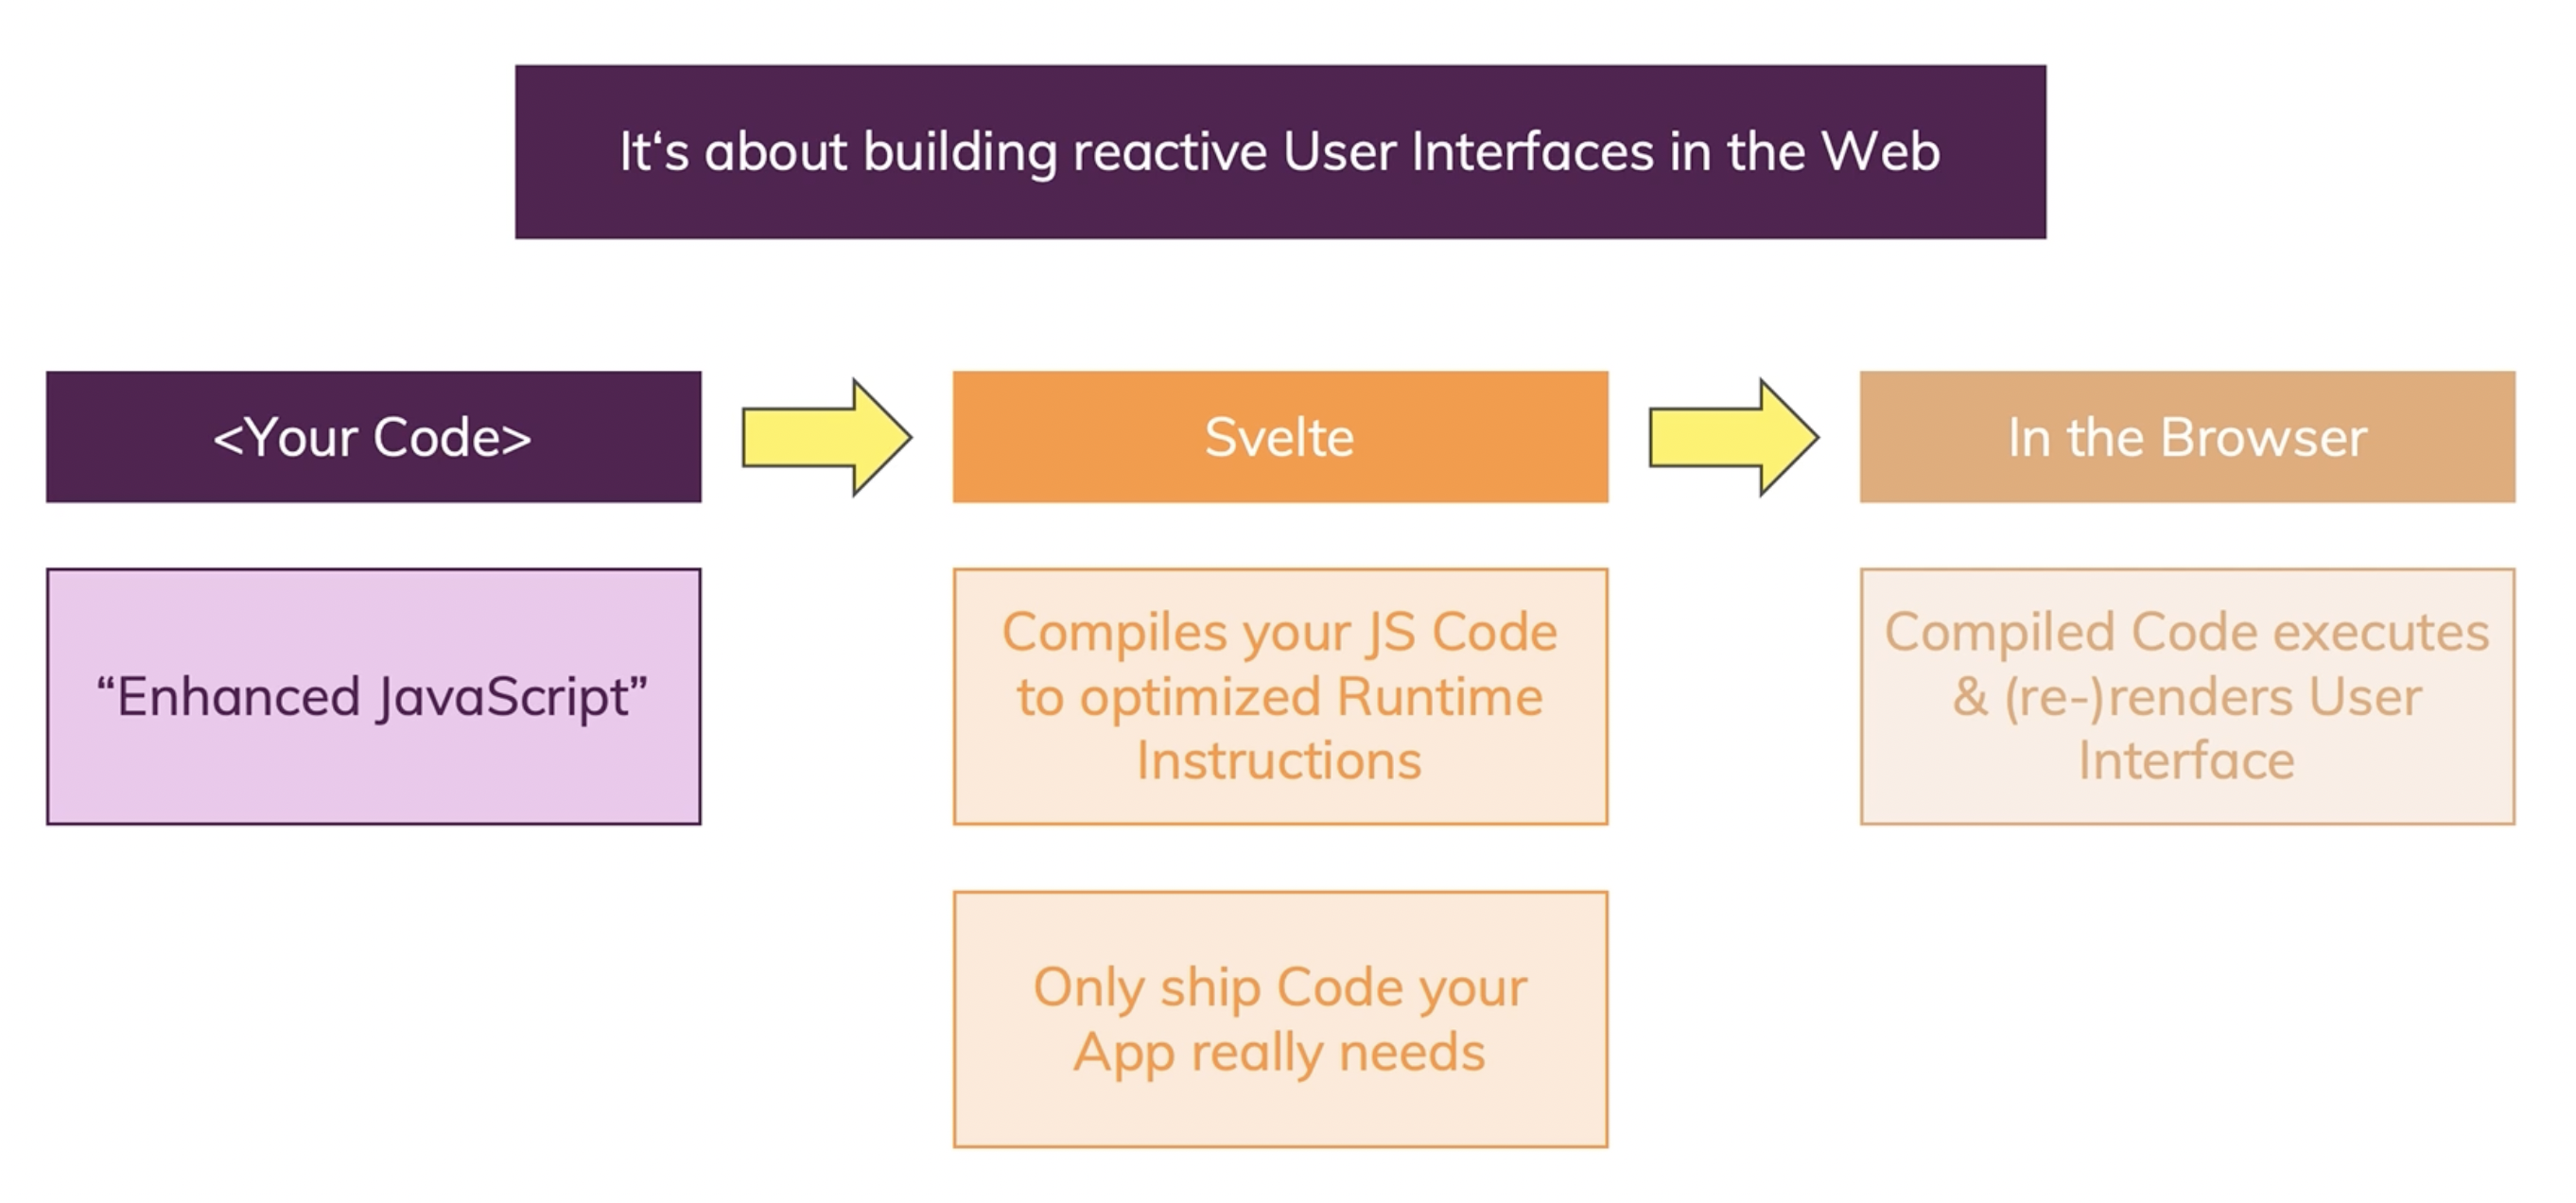 It‘s about building reactive User Interfaces in the Web
<Your Code>
Svelte
In the Browser
“Enhanced JavaScript”
Compiles your JS Code
to optimized Runtime
Instructions
Compiled Code executes
& (re-)renders User
Interface
Only ship Code your
App really needs